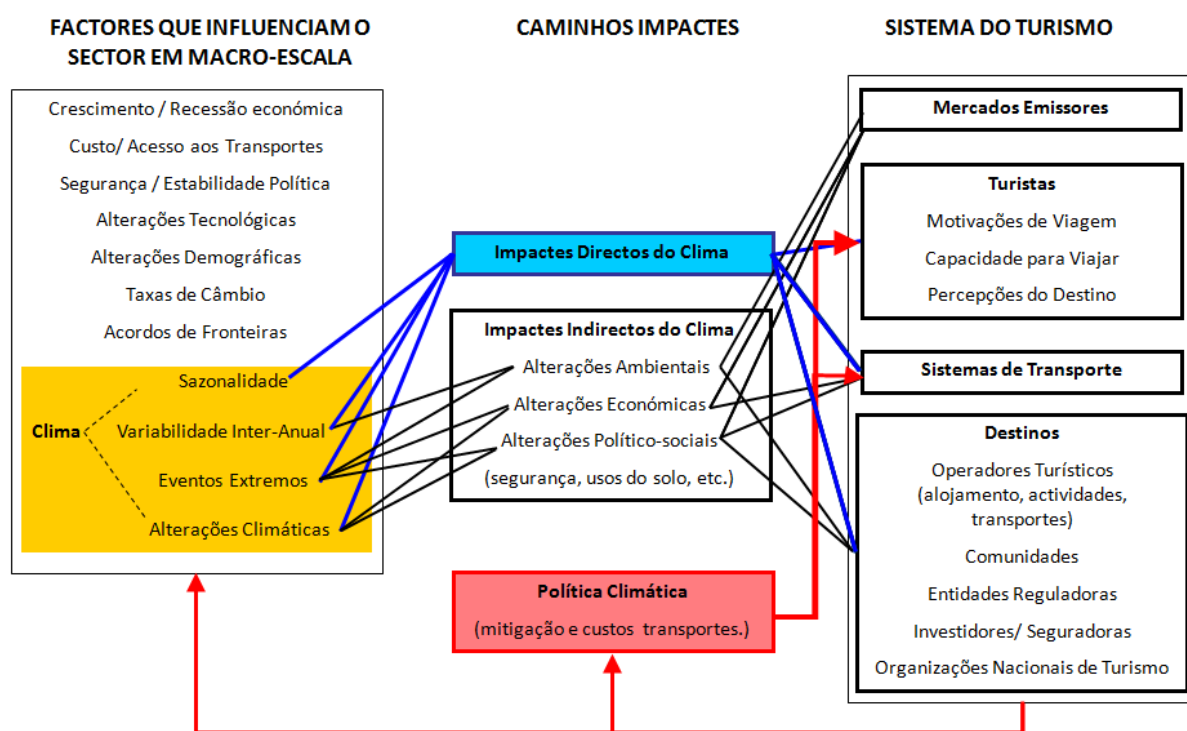 FACTORES QUE INFLUENCIAM O
SECTOR EM MACRO-ESCALA
Crescimento / Recessão económica
Custo/ Acesso aos Transportes
Segurança / Estabilidade Política
Alterações Tecnológicas
Alterações Demográficas
Taxas de Câmbio
Acordos de Fronteiras
Clima
Sazonalidade
Variabilidade Inter-Anual
Eventos Extremos
Alterações Climáticas
CAMINHOS IMPACTES
Impactes Directos do Clima
Impactes Indirectos do Clima
Alterações Ambientais
Alterações Económicas
Alterações Político-sociais
(segurança, usos do solo, etc.)
Política Climática
(mitigação e custos transportes.)
SISTEMA DO TURISMO
Mercados Emissores
Turistas
Motivações de Viagem
Capacidade para Viajar
Percepções do Destino
Sistemas de Transporte
Destinos
Operadores Turísticos
(alojamento, actividades,
transportes)
Comunidades
Entidades Reguladoras
Investidores/ Seguradoras
Organizações Nacionais de Turismo